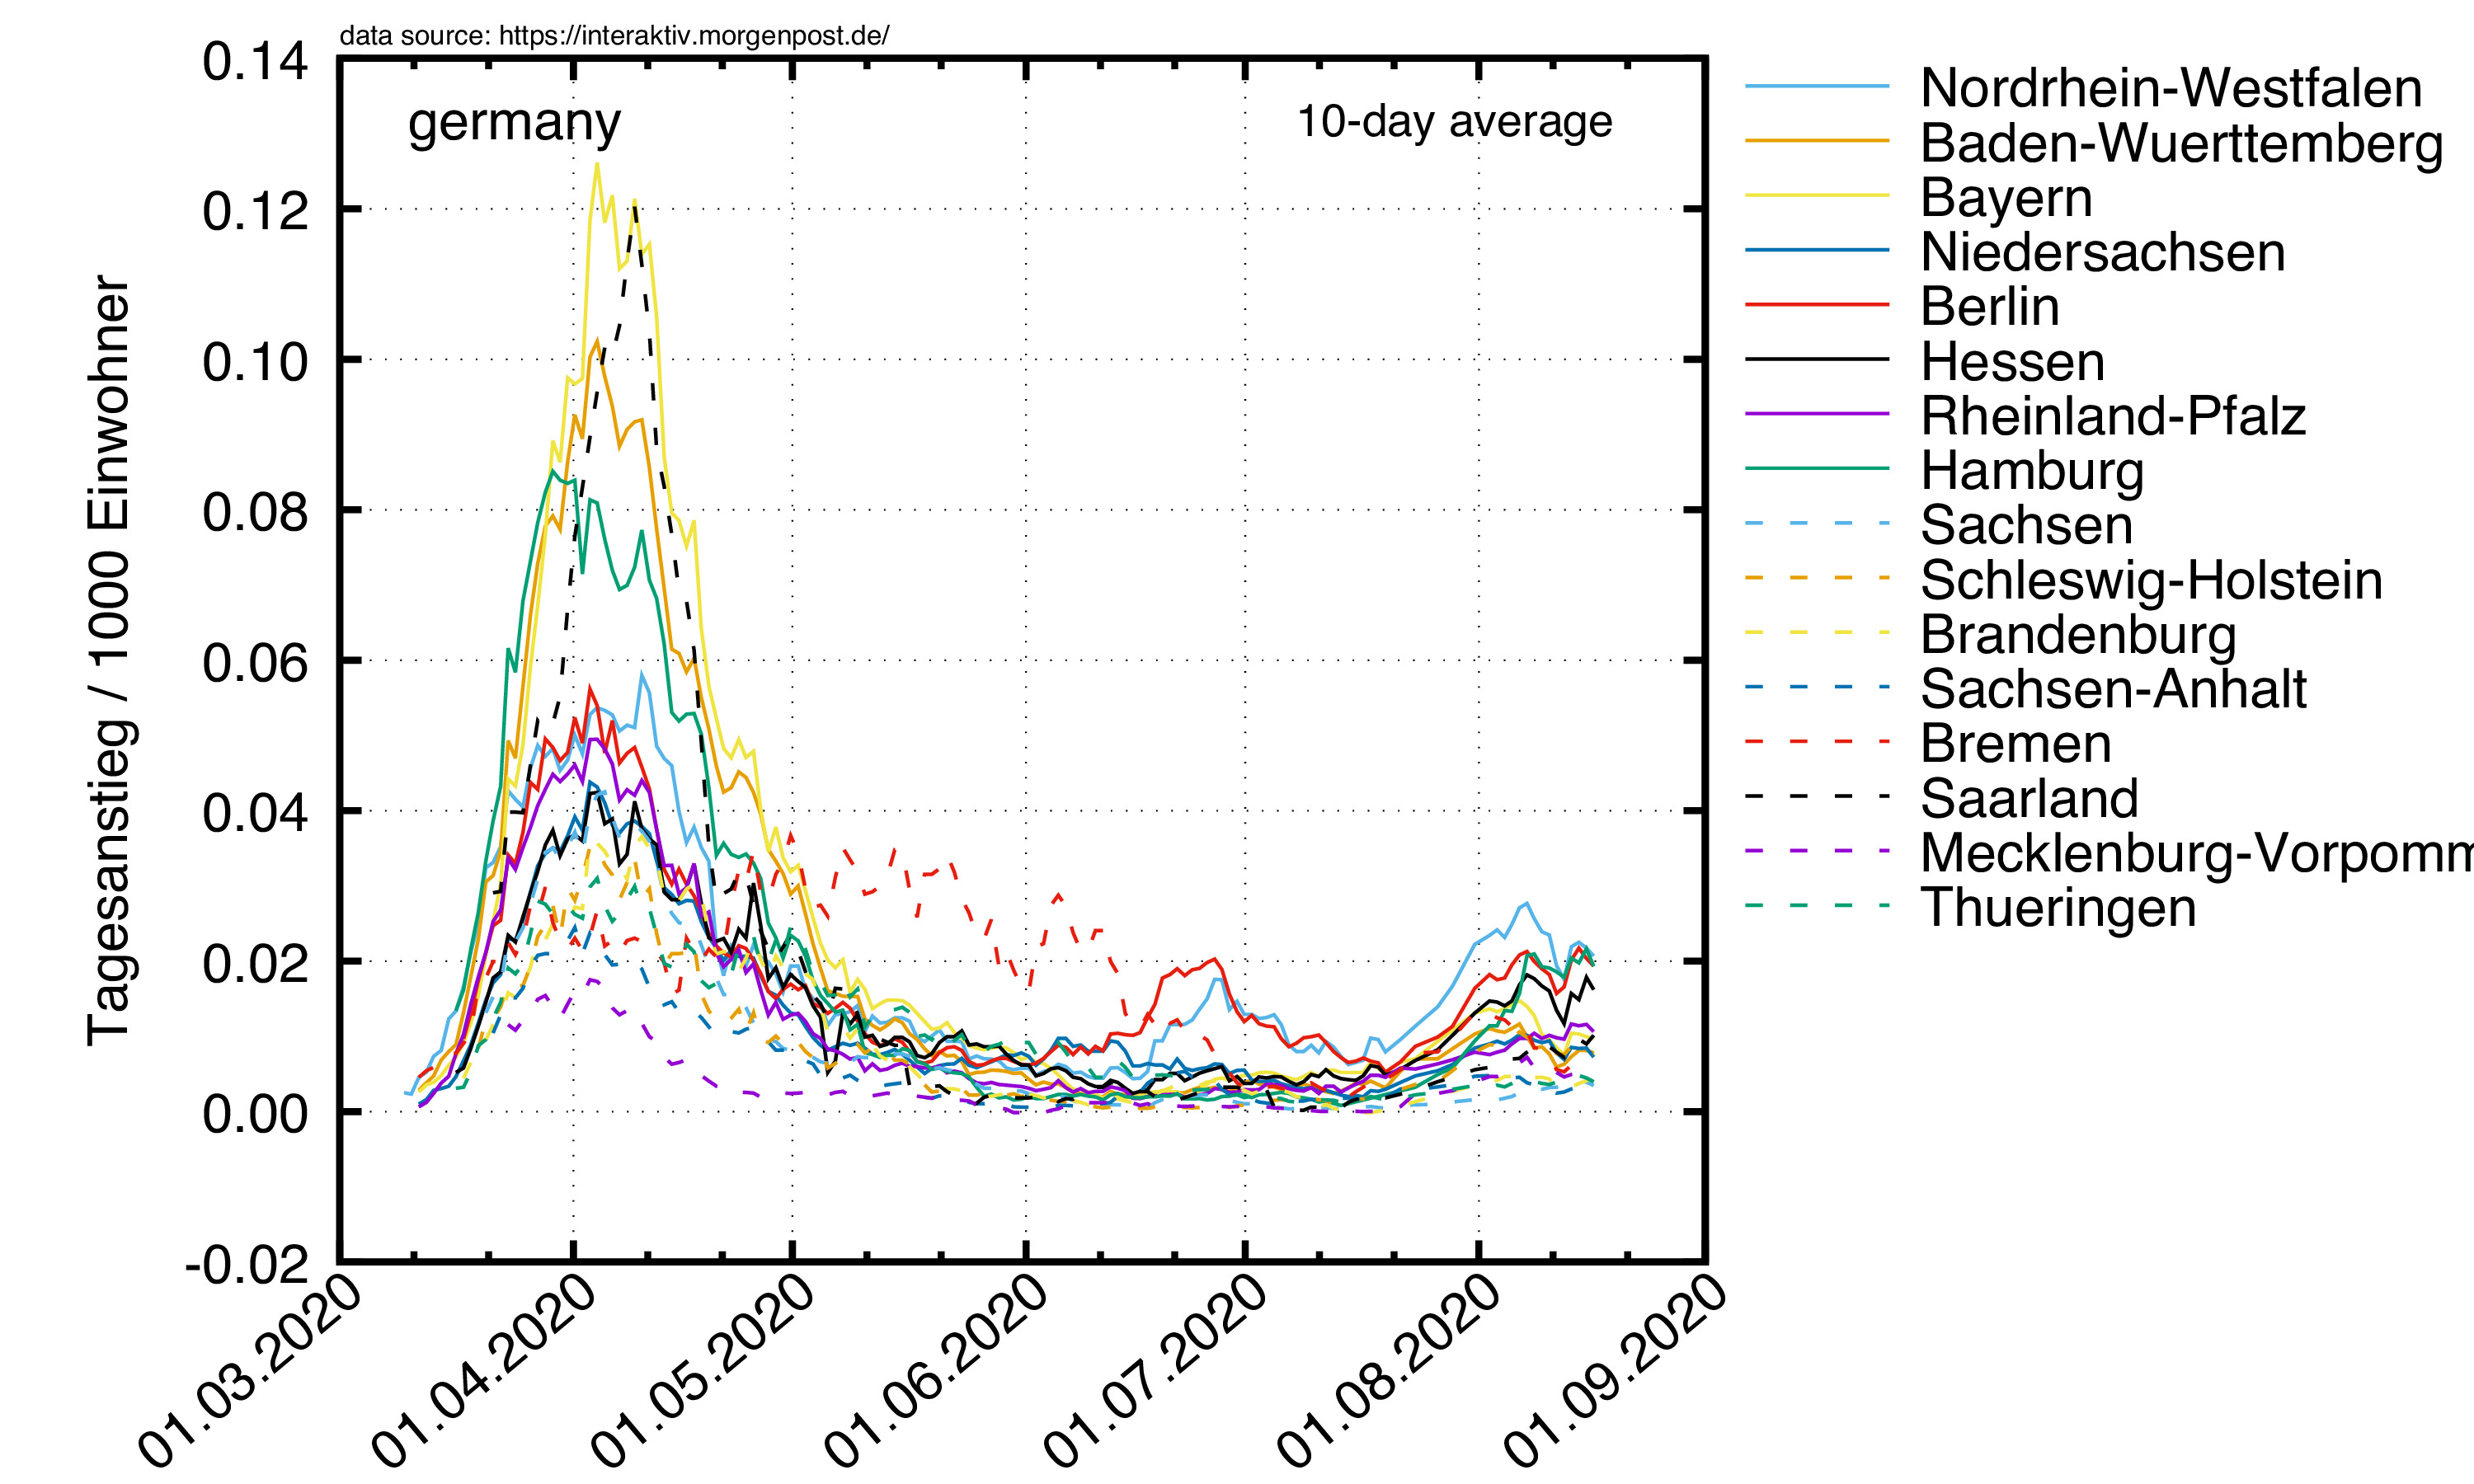 data source: https://interaktiv.morgenpost.de/
germany
10-day average
Tagesanstieg / 1000 Einwohner
0.14
0.12
0.10
0.08
0.06
0.04
0.02
0.00
-0.02
01.03.2020
01.04.2020
01.05.2020
01.06.2020
01.07.2020
01.08.2020
01.09.2020
Nordrhein-Westfalen
Baden-Wuerttemberg
Bayern
Niedersachsen
Berlin
Hessen
Rheinland-Pfalz
Hamburg
Sachsen
Schleswig-Holstein
Brandenburg
Sachsen-Anhalt
Bremen
Saarland
Mecklenburg-Vorpomm
Thueringen